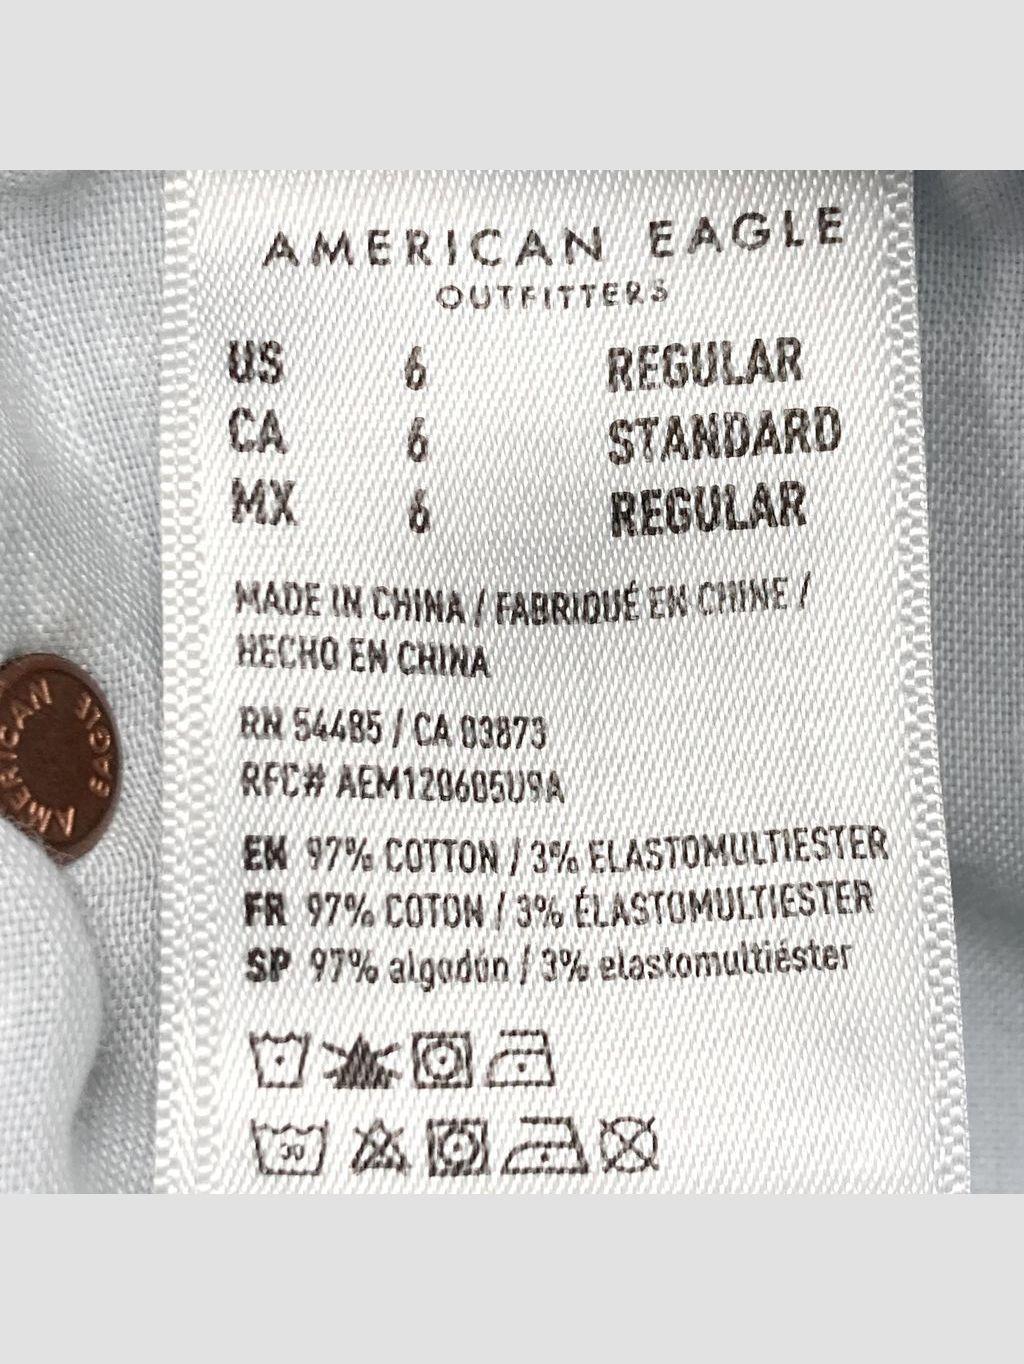 AMERICAN EAGLE
OUTFITTERS
US 6 REGULAR
CA 6 STANDARD
MX 6 REGULAR
MADE IN CHINA / FABRIQUÉ EN CHINE /
HECHO EN CHINA
RN 54485 / CA 03873
RFC# AEM120605U9A
EN 97% COTTON / 3% ELASTOMULTIESTER
FR 97% COTON / 3% ÉLASTOMULTIESTER
SP 97% algodón / 3% elastomultiéster
30
AMERICAN EAGLE